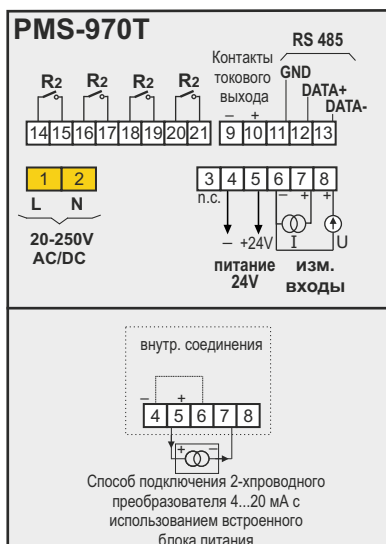 PMS-970T
RS 485
Контакты
токового
выхода
GND
DATA+
DATA-
R2 R2 R2 R2
– +
14 15 16 17 18 19 20 21 9 10 11 12 13
1 2
L N
20-250V
AC/DC
3 4 5 6 7 8
n.c. – + +
– +24V I U
питание
24V
изм.
входы
внутр. соединения
– +
4 5 6 7 8
+ –
Способ подключения 2-хпроводного
преобразователя 4...20 мА с
использованием встроенного
блока питания